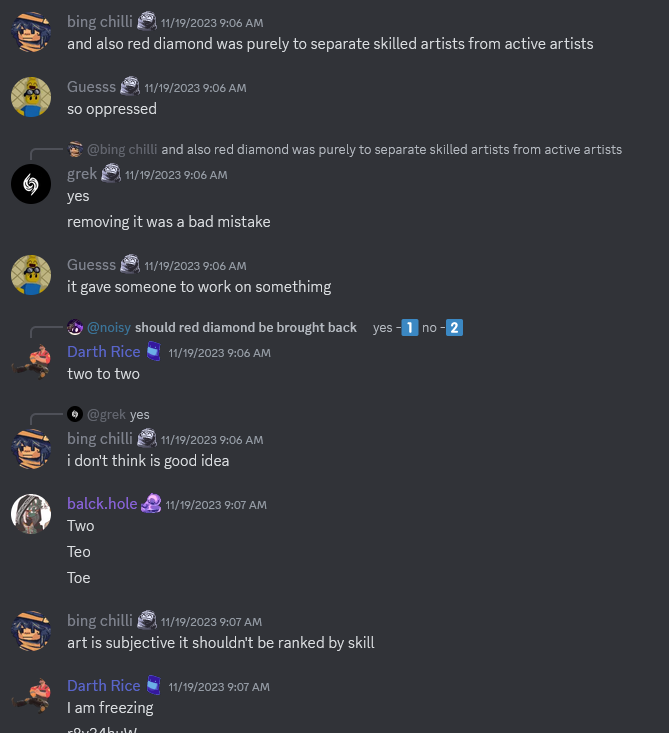 bing chilli 11/19/2023 9:06 AM
and also red diamond was purely to separate skilled artists from active artists
Guesss 11/19/2023 9:06 AM
so oppressed
@bing chilli and also red diamond was purely to separate skilled artists from active artists
grek 11/19/2023 9:06 AM
yes
removing it was a bad mistake
Guesss 11/19/2023 9:06 AM
it gave someone to work on somethimg
@noisy should red diamond be brought back yes -1 no -2
Darth Rice 11/19/2023 9:06 AM
two to two
@grek yes
bing chilli 11/19/2023 9:06 AM
i don't think is good idea
balck.hole 11/19/2023 9:07 AM
Two
Teo
Toe
bing chilli 11/19/2023 9:07 AM
art is subjective it shouldn't be ranked by skill
Darth Rice 11/19/2023 9:07 AM
I am freezing